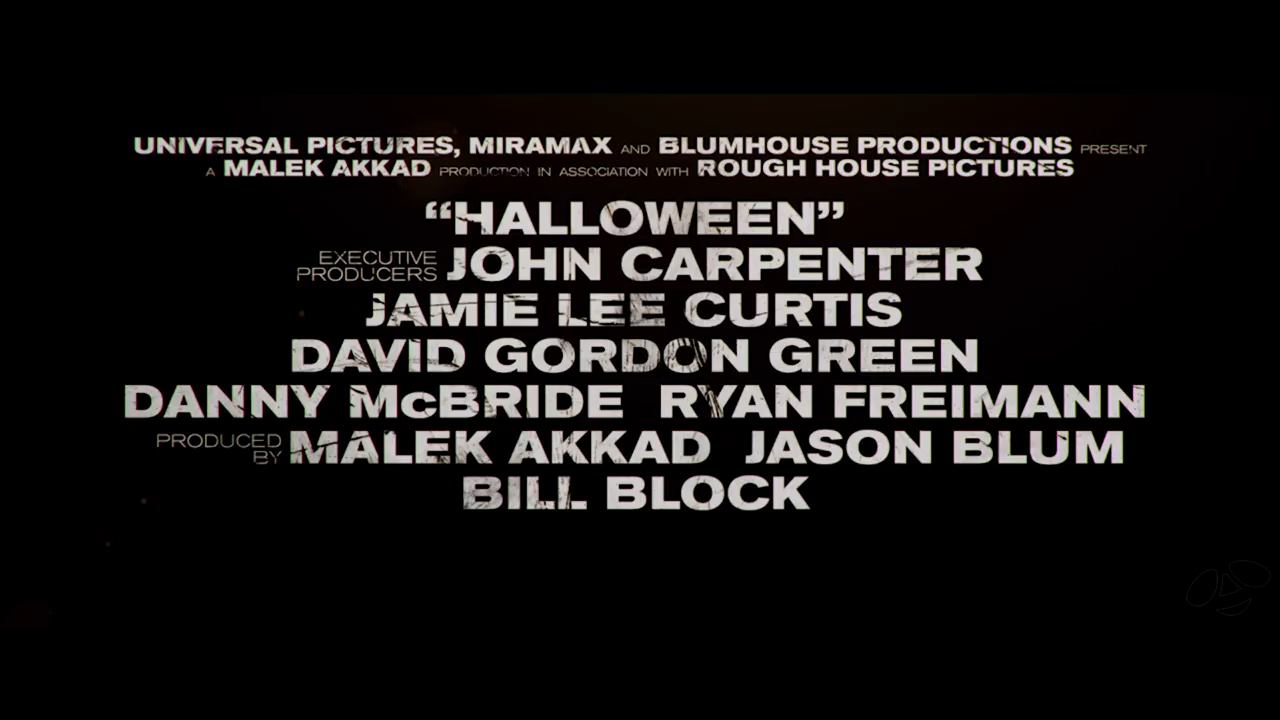 UNIVERSAL PICTURES, MIRAMAX AND BLUMHOUSE PRODUCTIONS PRESENT
A MALEK AKKAD PRODUCTION IN ASSOCIATION WITH ROUGH HOUSE PICTURES
“HALLOWEEN”
EXECUTIVE PRODUCERS JOHN CARPENTER
JAMIE LEE CURTIS
DAVID GORDON GREEN
DANNY McBRIDE RYAN FREIMANN
PRODUCED BY MALEK AKKAD JASON BLUM
BILL BLOCK